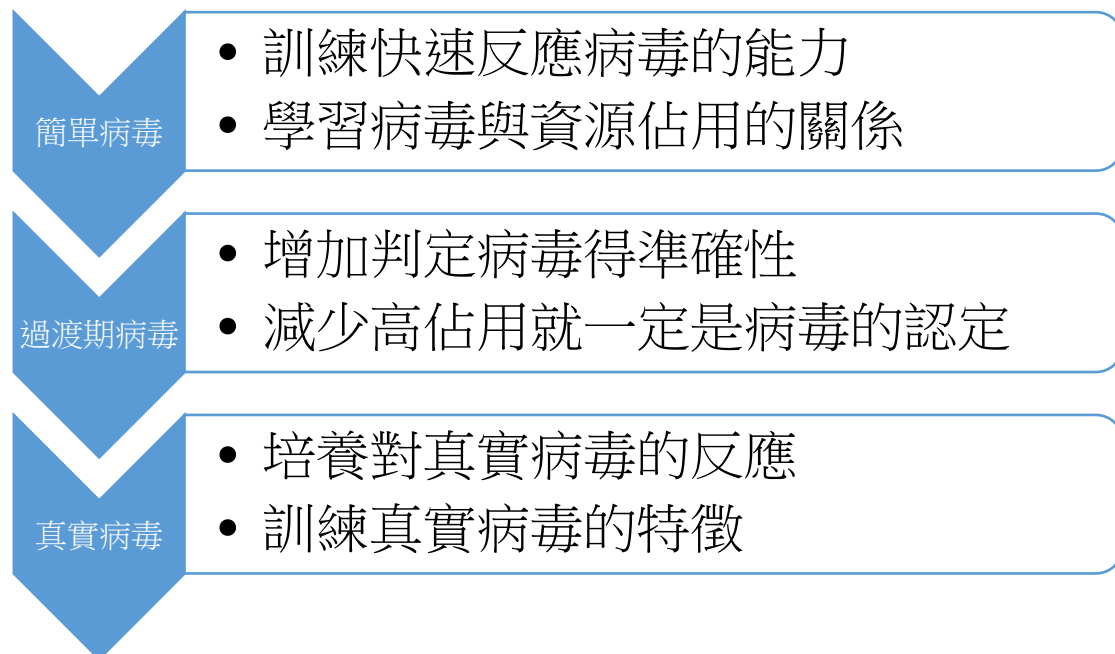 簡單病毒
• 訓練快速反應病毒的能力
• 學習病毒與資源佔用的關係
過渡期病毒
• 增加判定病毒得準確性
• 減少高佔用就一定是病毒的認定
真實病毒
• 培養對真實病毒的反應
• 訓練真實病毒的特徵